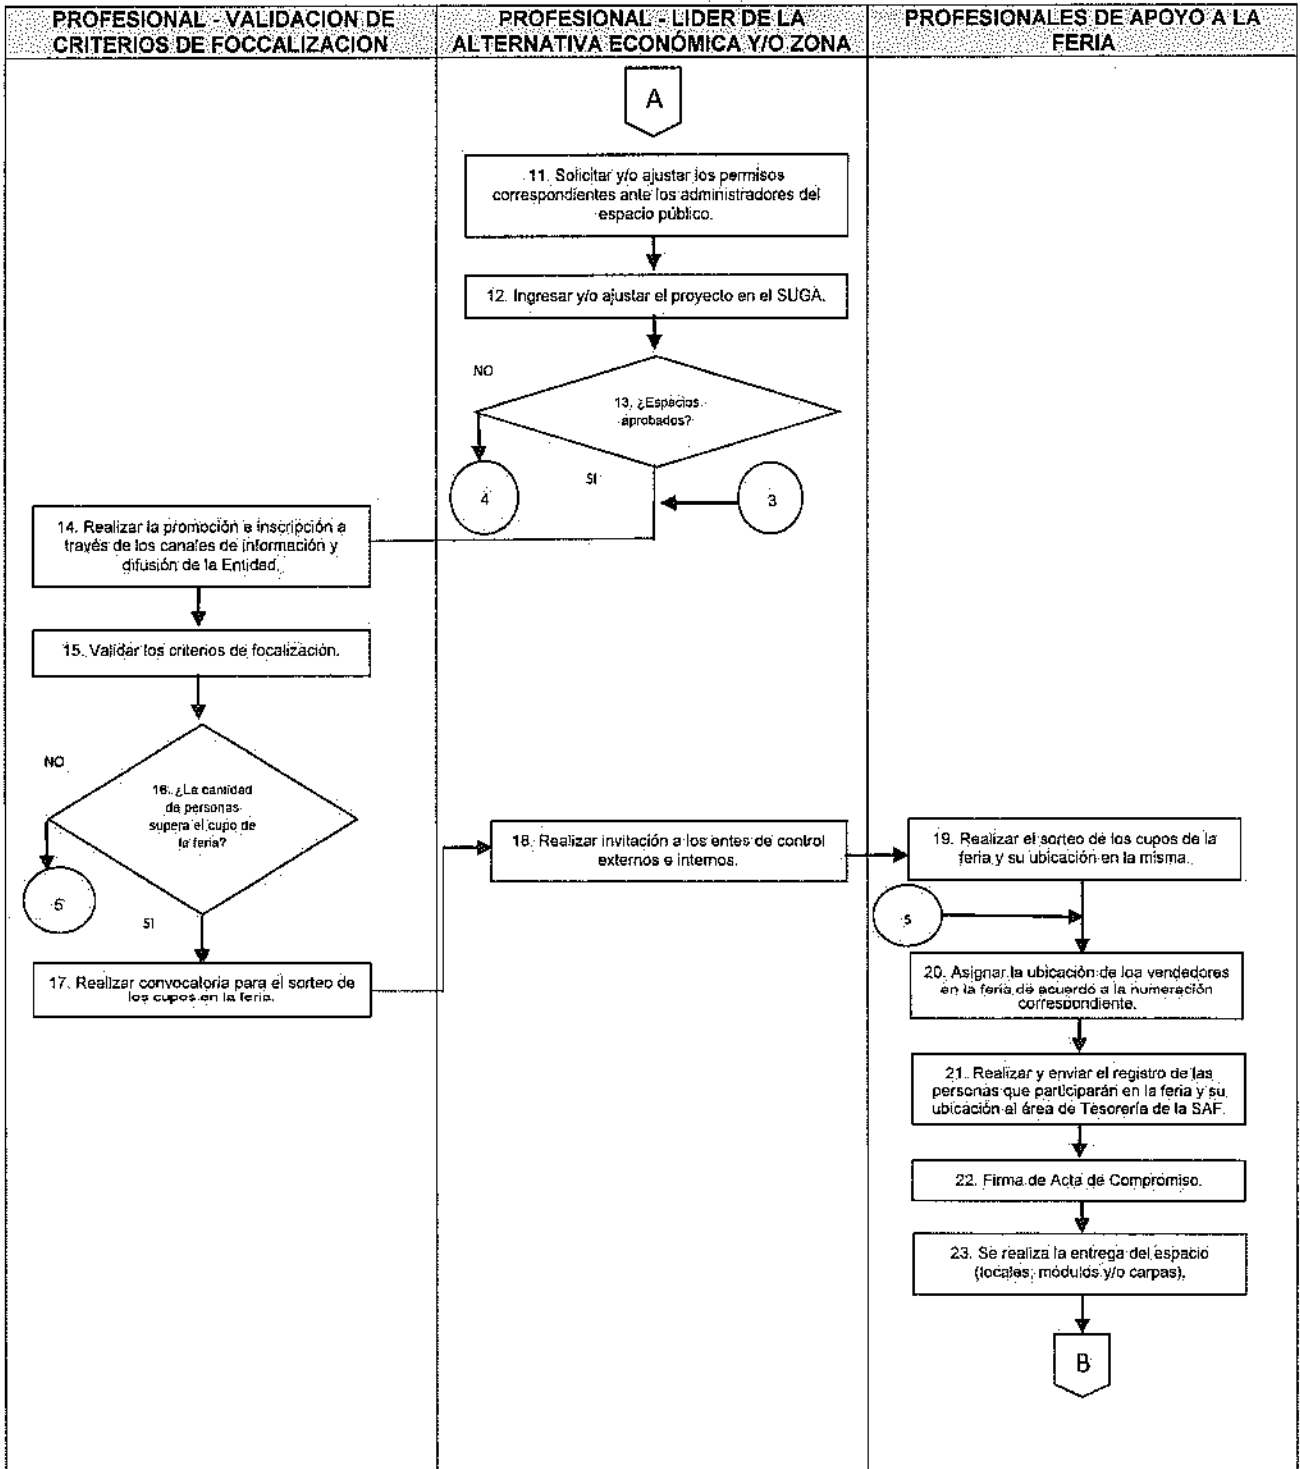 PROFESIONAL - VALIDACION DE
CRITERIOS DE FOCCALIZACION
PROFESIONAL - LIDER DE LA
ALTERNATIVA ECONÓMICA Y/O ZONA
PROFESIONALES DE APOYO A LA
FERIA
A
11. Solicitar y/o ajustar los permisos
correspondientes ante los administradores del
espacio público.
12. Ingresar y/o ajustar el proyecto en el SUGA.
NO
13. ¿Espacios
aprobados?
SI
4
3
14. Realizar la promoción e inscripción a
través de los canales de información y
difusión de la Entidad.
15. Validar los criterios de focalización.
NO
16. ¿La cantidad
de personas
supera el cupo de
la feria?
SI
17. Realizar convocatoria para el sorteo de
los cupos en la feria.
18. Realizar invitación a los entes de control
externos e internos.
19. Realizar el sorteo de los cupos de la
feria y su ubicación en la misma.
20. Asignar la ubicación de los vendedores
en la feria de acuerdo a la numeración
correspondiente.
21. Realizar y enviar el registro de las
personas que participarán en la feria y su
ubicación al área de Tesorería de la SAF.
22. Firma de Acta de Compromiso.
23. Se realiza la entrega del espacio
(locales, módulos y/o carpas).
B